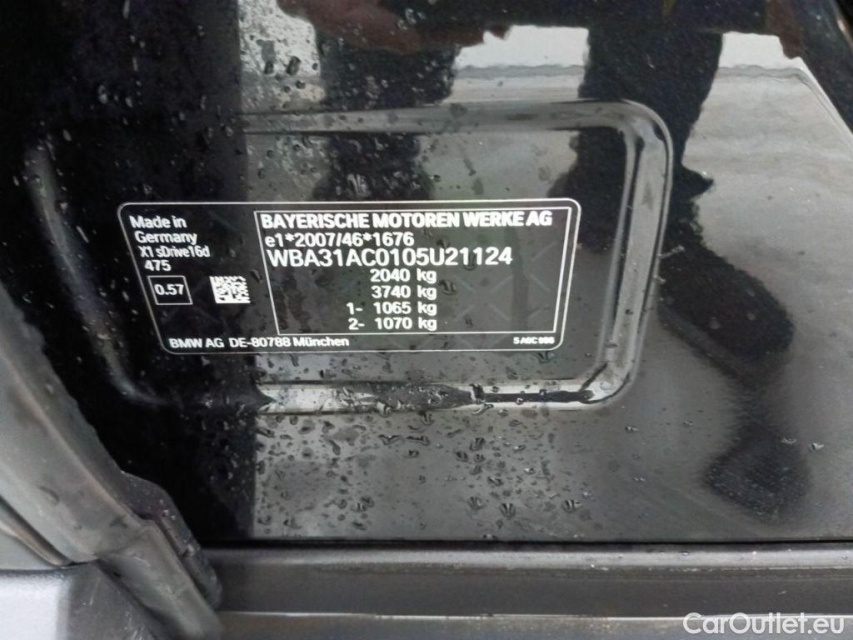 Made in
Germany
X1 sDrive16d
475
0.57
BAYERISCHE MOTOREN WERKE AG
e1*2007/46*1676
WBA31AC0105U21124
2040 kg
3740 kg
1- 1065 kg
2- 1070 kg
BMW AG DE-80788 München
CarOutlet.eu